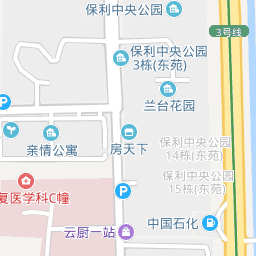 保利中央公园
3号线
保利中央公园
3栋(东苑)
兰台花园
P
亲情公寓
房天下
保利中央公园
14栋(东苑)
保利中央公园
15栋(东苑)
复医学科C幢
P
中国石化
云厨一站